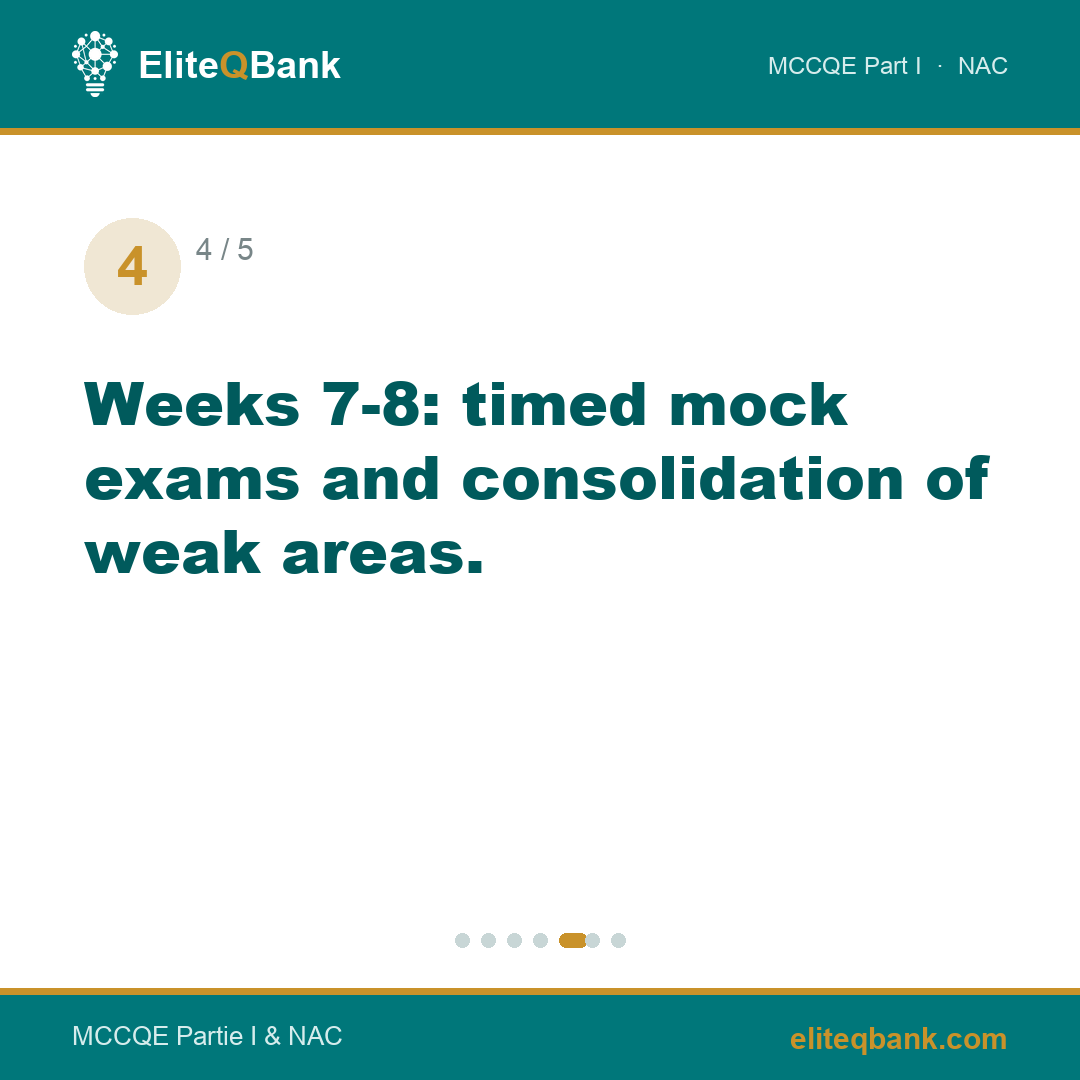 EliteQBank
MCCQE Part I · NAC
4
4 / 5
Weeks 7-8: timed mock
exams and consolidation of
weak areas.
MCCQE Partie I & NAC
eliteqbank.com